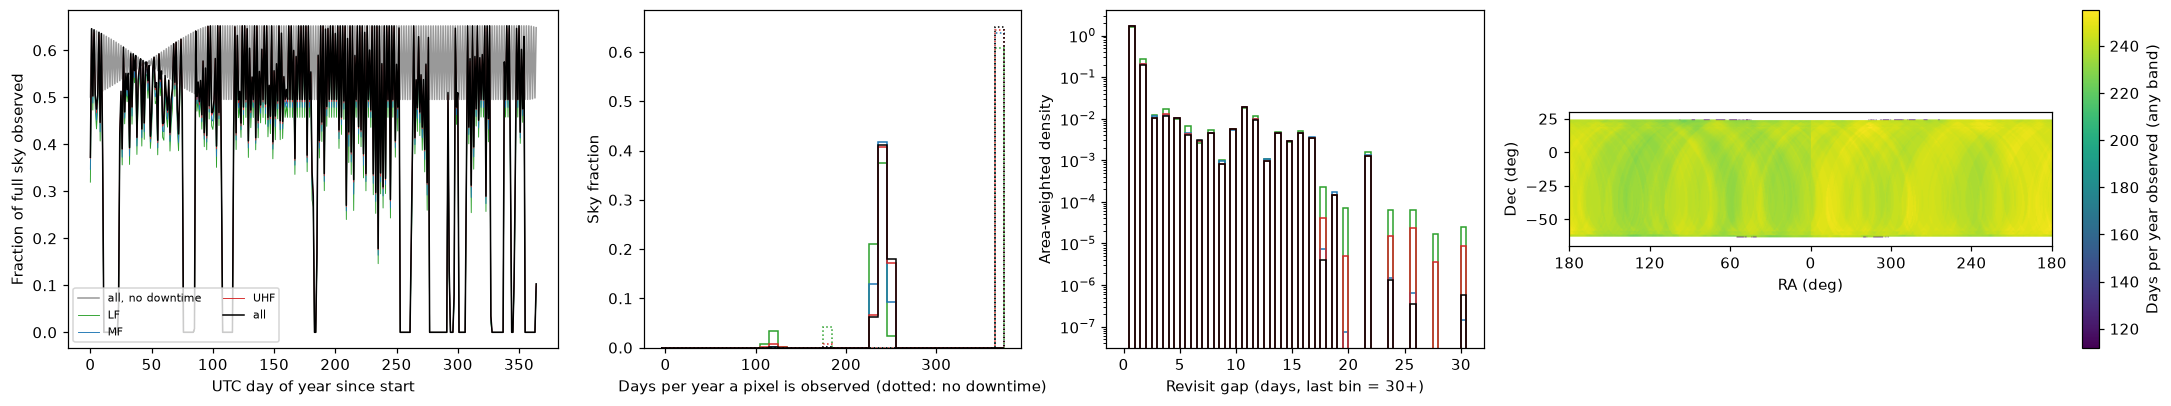 Fraction of full sky observed
0.6
0.5
0.4
0.3
0.2
0.1
0.0
all, no downtime
LF
MF
UHF
all
0 50 100 150 200 250 300 350
UTC day of year since start
Sky fraction
0.6
0.5
0.4
0.3
0.2
0.1
0.0
0 100 200 300
Days per year a pixel is observed (dotted: no downtime)
Area-weighted density
10⁰
10⁻¹
10⁻²
10⁻³
10⁻⁴
10⁻⁵
10⁻⁶
10⁻⁷
0 5 10 15 20 25 30
Revisit gap (days, last bin = 30+)
Dec (deg)
25
0
−25
−50
180 120 60 0 300 240 180
RA (deg)
240
220
200
180
160
140
120
Days per year observed (any band)